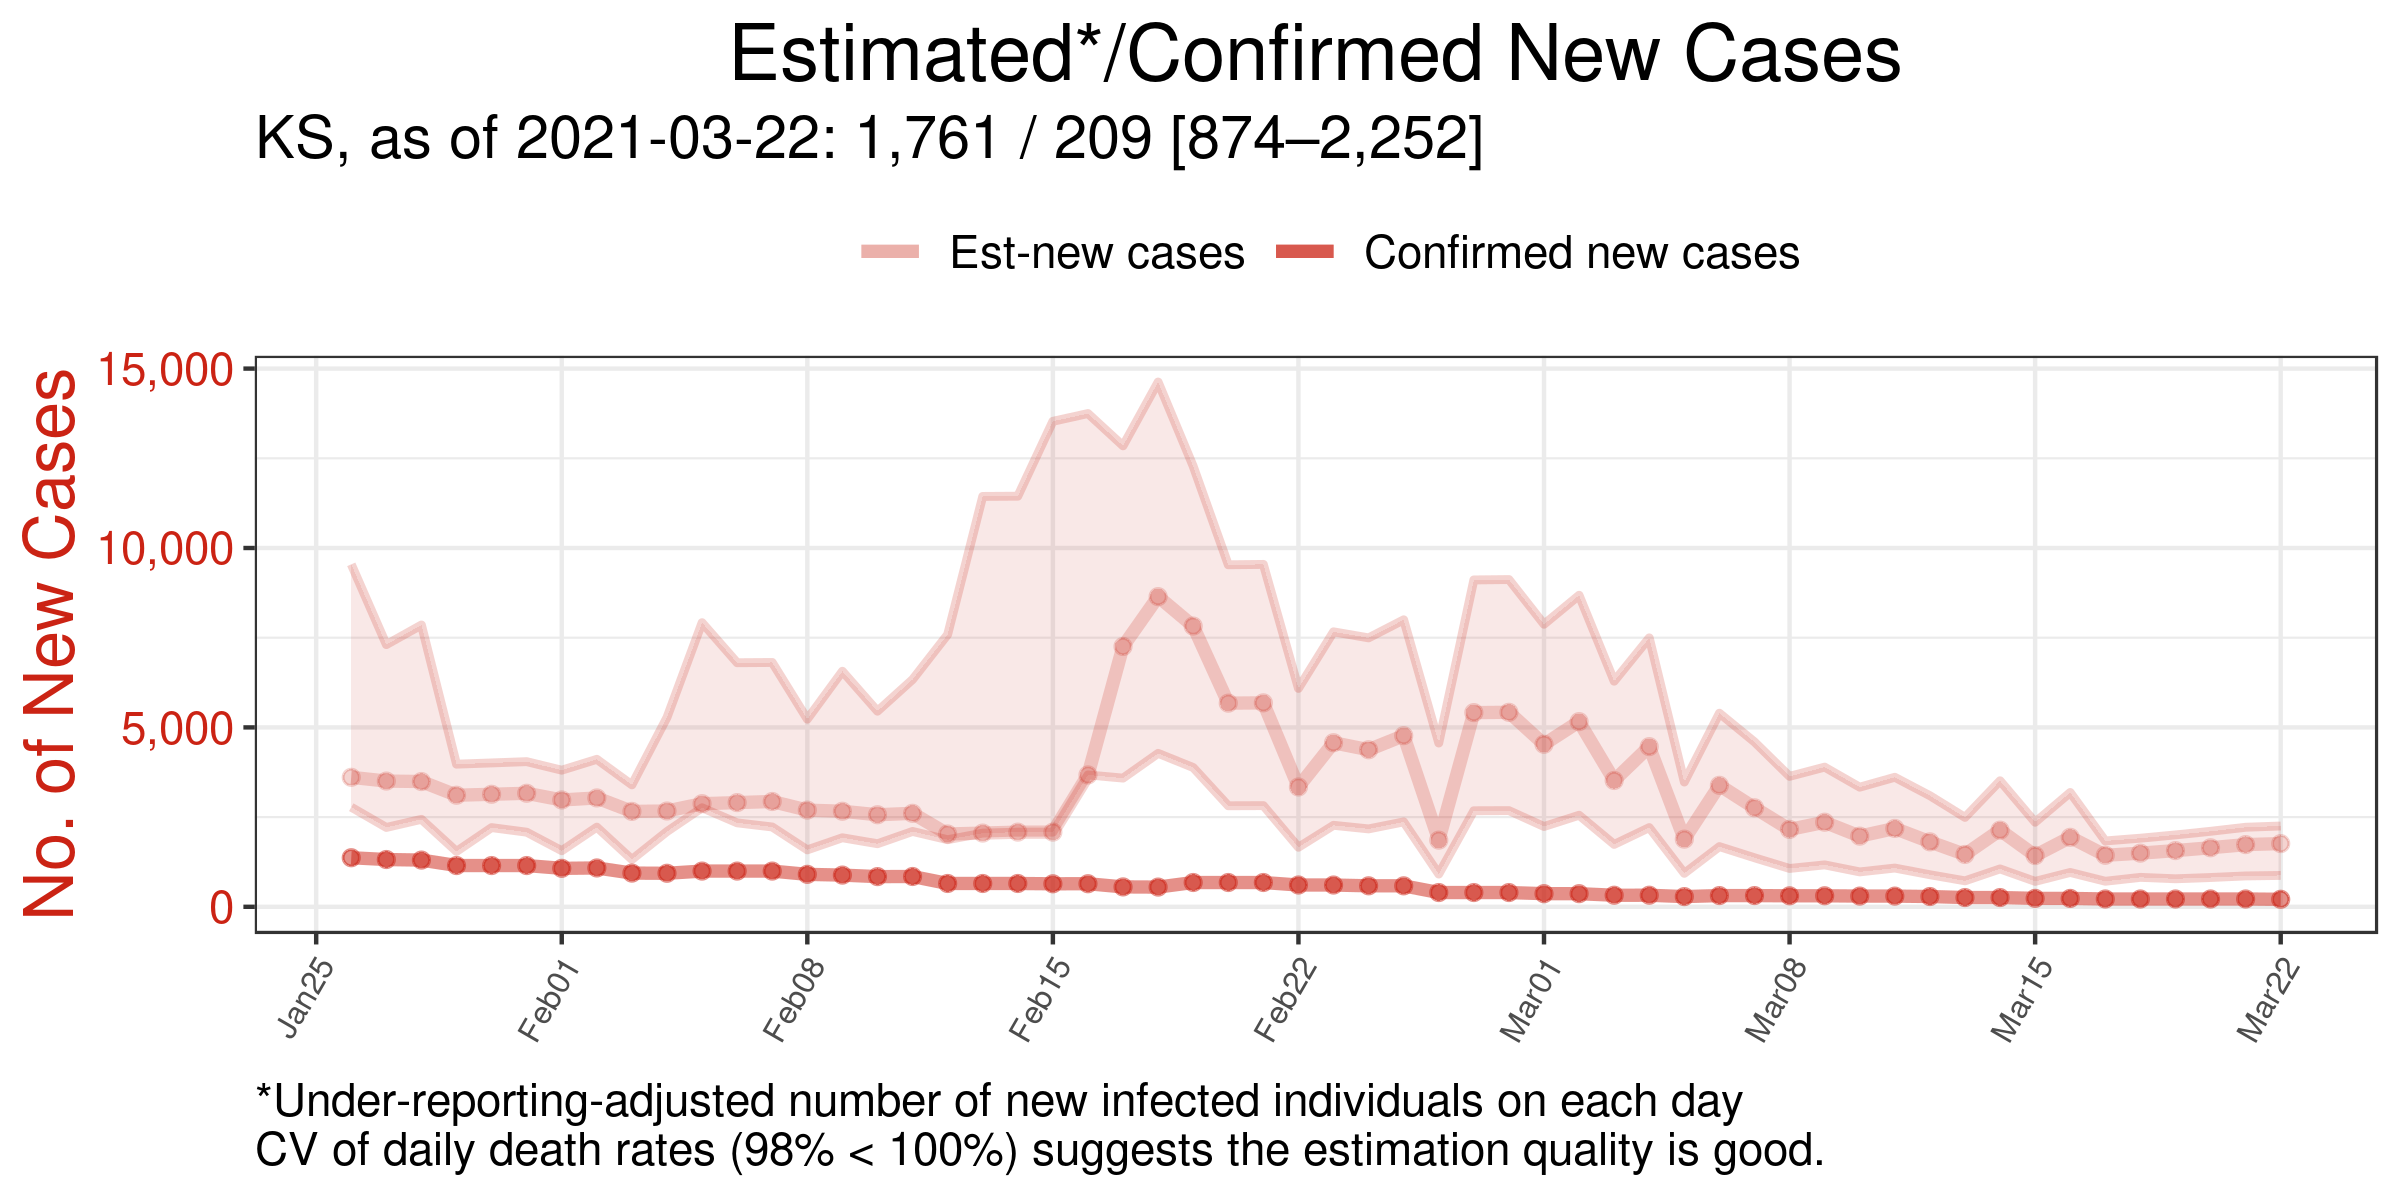 Estimated*/Confirmed New Cases
KS, as of 2021-03-22: 1,761 / 209 [874–2,252]
Est-new cases
Confirmed new cases
No. of New Cases
15,000
10,000
5,000
0
Jan25
Feb01
Feb08
Feb15
Feb22
Mar01
Mar08
Mar15
Mar22
*Under-reporting-adjusted number of new infected individuals on each day
CV of daily death rates (98% < 100%) suggests the estimation quality is good.